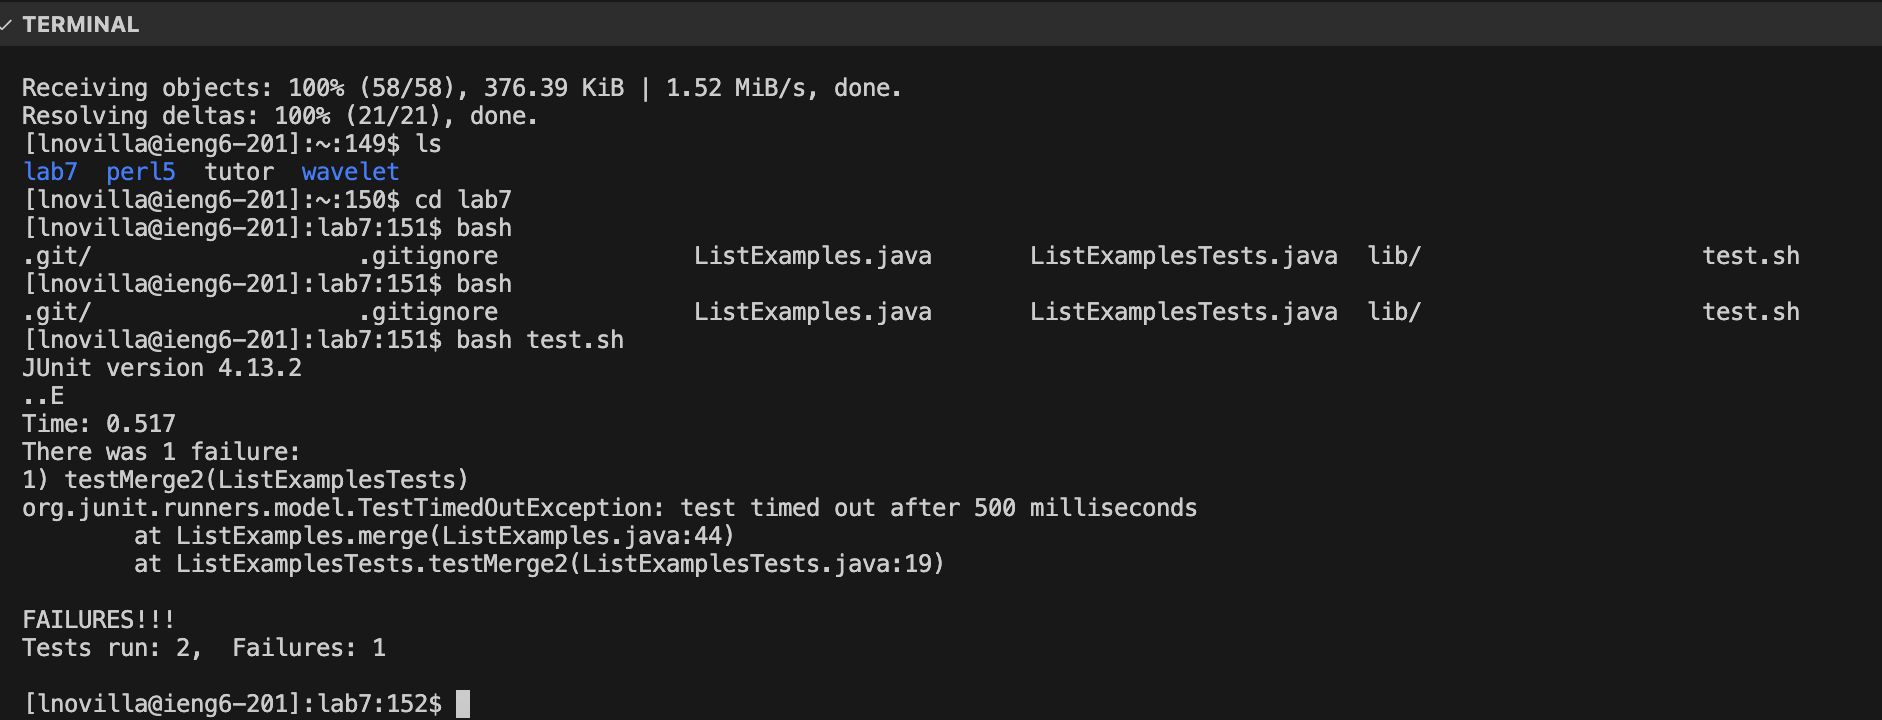 TERMINAL
Receiving objects: 100% (58/58), 376.39 KiB | 1.52 MiB/s, done.
Resolving deltas: 100% (21/21), done.
[lnovilla@ieng6-201]:~:149$ ls
lab7  perl5  tutor  wavelet
[lnovilla@ieng6-201]:~:150$ cd lab7
[lnovilla@ieng6-201]:lab7:151$ bash
.git/                   .gitignore              ListExamples.java       ListExamplesTests.java  lib/                    test.sh
[lnovilla@ieng6-201]:lab7:151$ bash
.git/                   .gitignore              ListExamples.java       ListExamplesTests.java  lib/                    test.sh
[lnovilla@ieng6-201]:lab7:151$ bash test.sh
JUnit version 4.13.2
..E
Time: 0.517
There was 1 failure:
1) testMerge2(ListExamplesTests)
org.junit.runners.model.TestTimedOutException: test timed out after 500 milliseconds
        at ListExamples.merge(ListExamples.java:44)
        at ListExamplesTests.testMerge2(ListExamplesTests.java:19)
FAILURES!!!
Tests run: 2,  Failures: 1
[lnovilla@ieng6-201]:lab7:152$